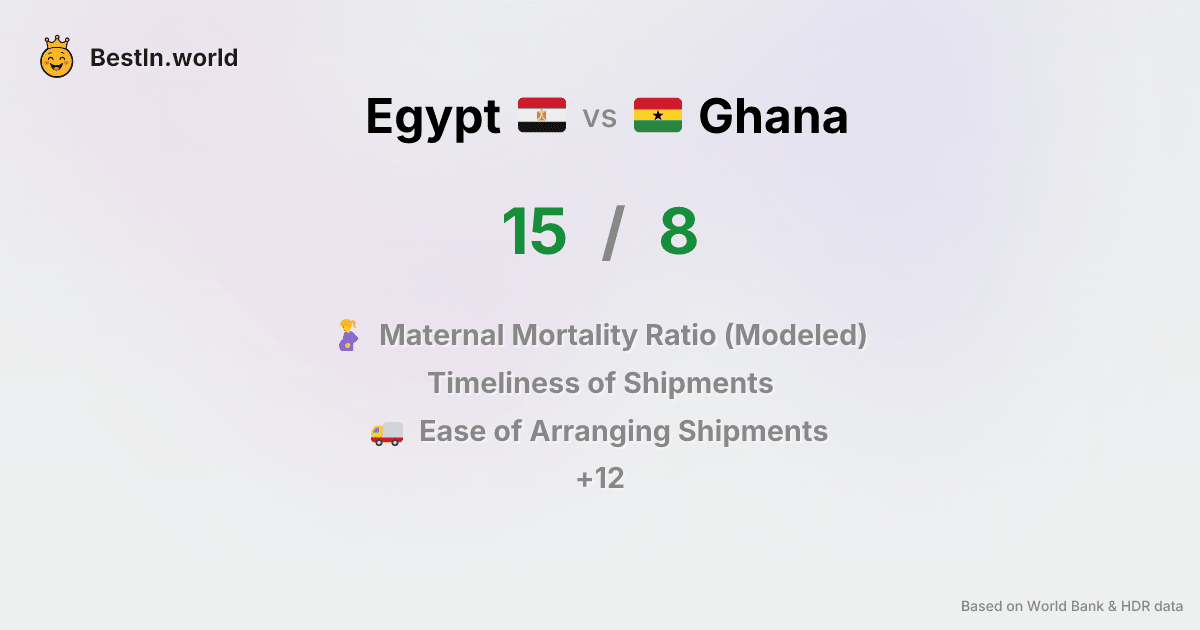 BestIn.world
Egypt vs Ghana
15 / 8
Maternal Mortality Ratio (Modeled)
Timeliness of Shipments
Ease of Arranging Shipments
+12
Based on World Bank & HDR data